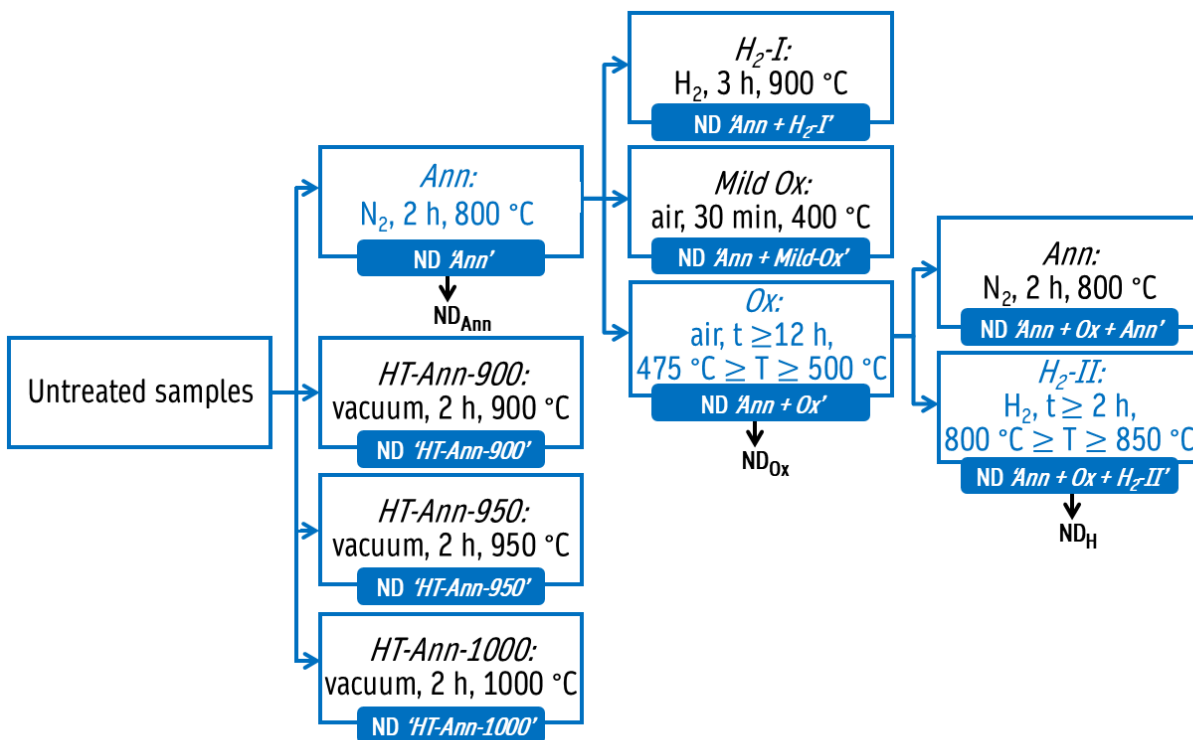 Untreated samples
Ann:
N₂, 2 h, 800 °C
ND 'Ann'
ND_Ann
HT-Ann-900:
vacuum, 2 h, 900 °C
ND 'HT-Ann-900'
HT-Ann-950:
vacuum, 2 h, 950 °C
ND 'HT-Ann-950'
HT-Ann-1000:
vacuum, 2 h, 1000 °C
ND 'HT-Ann-1000'
H₂-I:
H₂, 3 h, 900 °C
ND 'Ann + H₂-I'
Mild Ox:
air, 30 min, 400 °C
ND 'Ann + Mild-Ox'
Ox:
air, t ≥12 h,
475 °C ≥ T ≥ 500 °C
ND 'Ann + Ox'
ND_Ox
Ann:
N₂, 2 h, 800 °C
ND 'Ann + Ox + Ann'
H₂-II:
H₂, t ≥ 2 h,
800 °C ≥ T ≥ 850 °C
ND 'Ann + Ox + H₂-II'
ND_H